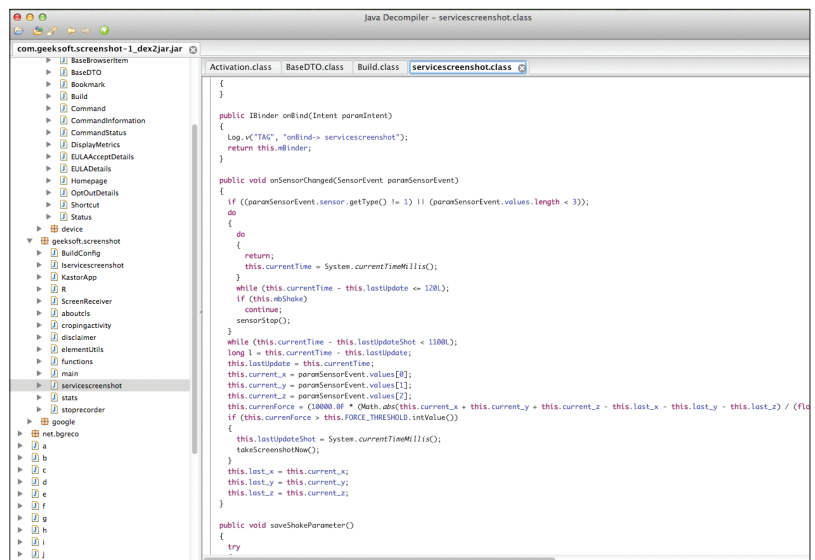 Java Decompiler – servicescreenshot.class
com.geeksoft.screenshot-1_dex2jar.jar
BaseBrowserItem
BaseDTO
Bookmark
Build
Command
CommandInformation
CommandStatus
DisplayMetrics
EULAAcceptDetails
EULADetails
Homepage
OptOutDetails
Shortcut
Status
device
geeksoft.screenshot
BuildConfig
Iservicescreenshot
KastorApp
R
ScreenReceiver
aboutcls
cropingactivity
disclaimer
elementUtils
functions
main
servicescreenshot
stats
stoprecorder
google
net.bgreco
a
b
c
d
e
f
g
h
i
j
Activation.class BaseDTO.class Build.class servicescreenshot.class
{
}
public IBinder onBind(Intent paramIntent)
{
Log.v("TAG", "onBind-> servicescreenshot");
return this.mBinder;
}
public void onSensorChanged(SensorEvent paramSensorEvent)
{
if ((paramSensorEvent.sensor.getType() != 1) || (paramSensorEvent.values.length < 3));
do
{
do
{
return;
this.currentTime = System.currentTimeMillis();
}
while (this.currentTime - this.lastUpdate <= 120L);
if (this.mbShake)
continue;
sensorStop();
}
while (this.currentTime - this.lastUpdateShot < 1100L);
long l = this.currentTime - this.lastUpdate;
this.lastUpdate = this.currentTime;
this.current_x = paramSensorEvent.values[0];
this.current_y = paramSensorEvent.values[1];
this.current_z = paramSensorEvent.values[2];
this.currenForce = (10000.0F * (Math.abs(this.current_x + this.current_y + this.current_z - this.last_x - this.last_y - this.last_z) / (flo
if (this.currenForce > this.FORCE_THRESHOLD.intValue())
{
this.lastUpdateShot = System.currentTimeMillis();
takeScreenshotNow();
}
this.last_x = this.current_x;
this.last_y = this.current_y;
this.last_z = this.current_z;
}
public void saveShakeParameter()
{
try